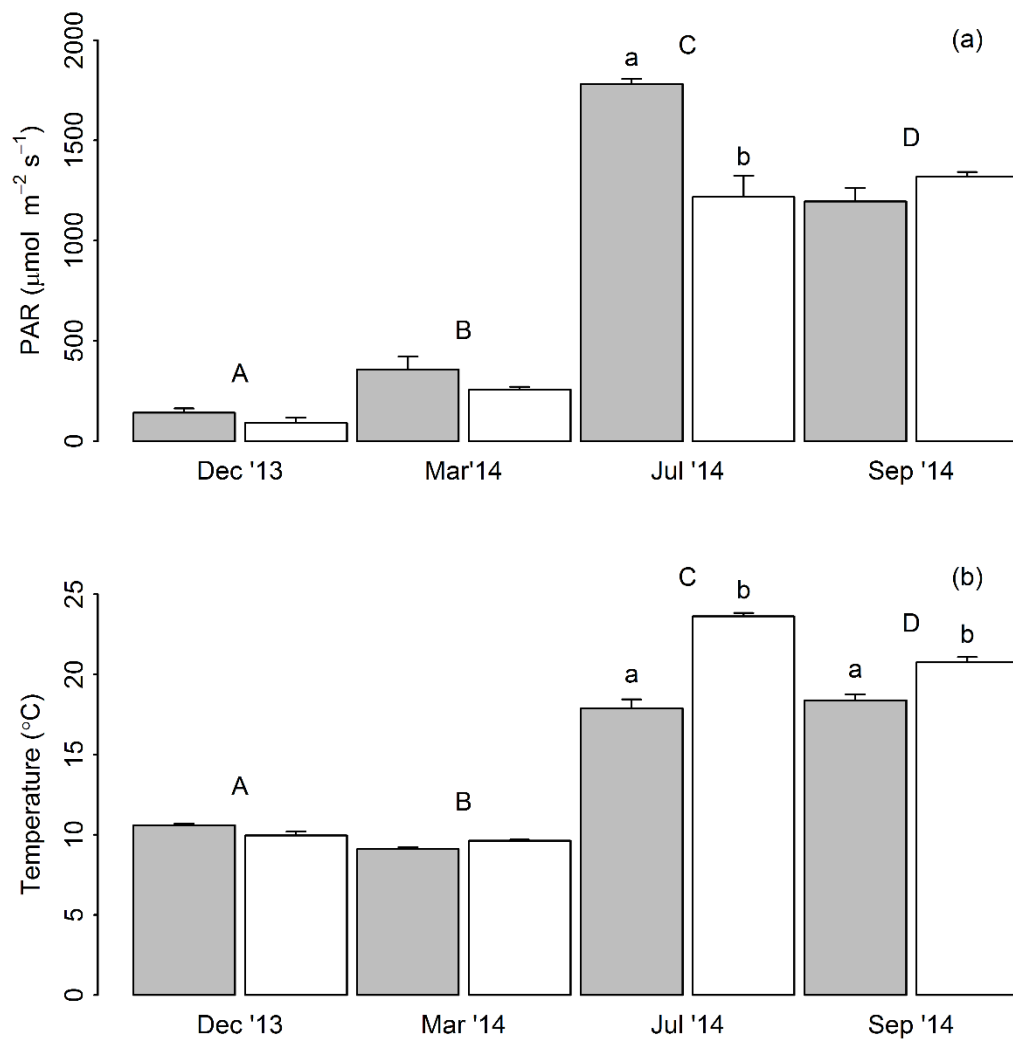 (a)
PAR (μmol m−2 s−1)
2000
1500
1000
500
0
A
B
C
a
b
D
Dec '13
Mar'14
Jul '14
Sep '14
(b)
Temperature (°C)
25
20
15
10
5
0
A
B
C
a
b
D
a
b
Dec '13
Mar '14
Jul '14
Sep '14